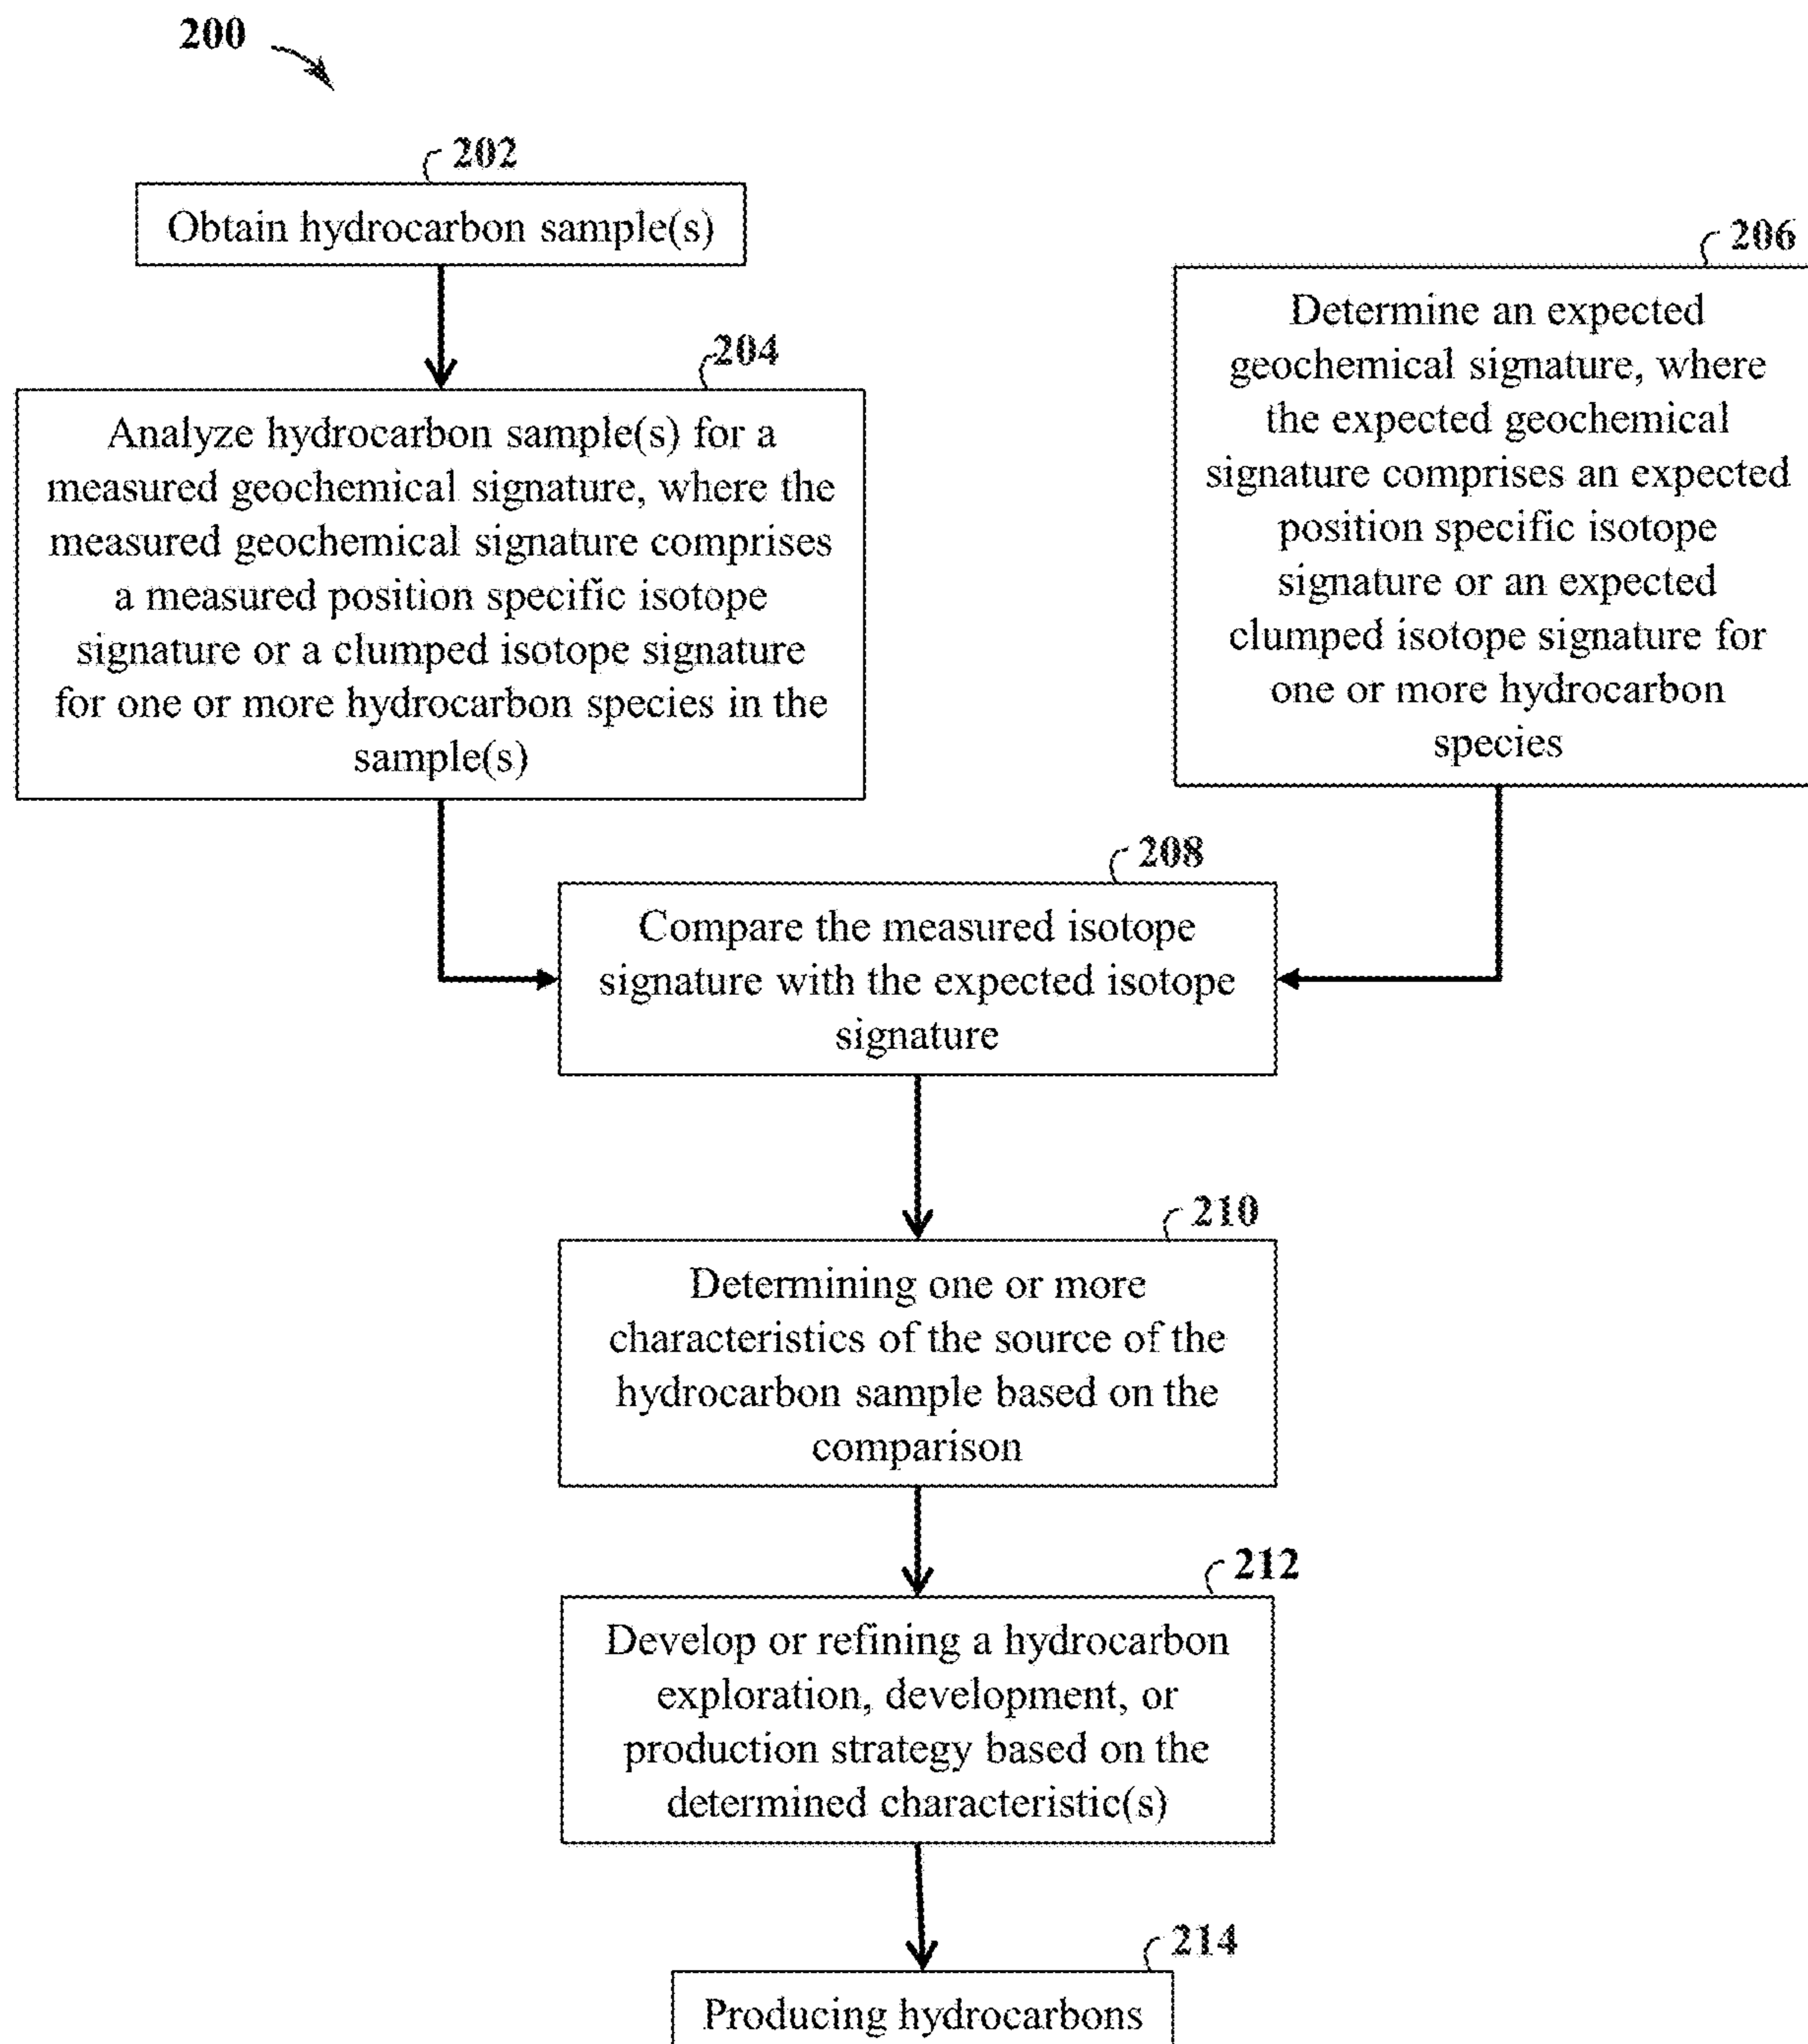 200
202
Obtain hydrocarbon sample(s)
204
Analyze hydrocarbon sample(s) for a
measured geochemical signature, where the
measured geochemical signature comprises
a measured position specific isotope
signature or a clumped isotope signature
for one or more hydrocarbon species in the
sample(s)
206
Determine an expected
geochemical signature, where
the expected geochemical
signature comprises an expected
position specific isotope
signature or an expected
clumped isotope signature for
one or more hydrocarbon
species
208
Compare the measured isotope
signature with the expected isotope
signature
210
Determining one or more
characteristics of the source of the
hydrocarbon sample based on the
comparison
212
Develop or refining a hydrocarbon
exploration, development, or
production strategy based on the
determined characteristic(s)
214
Producing hydrocarbons